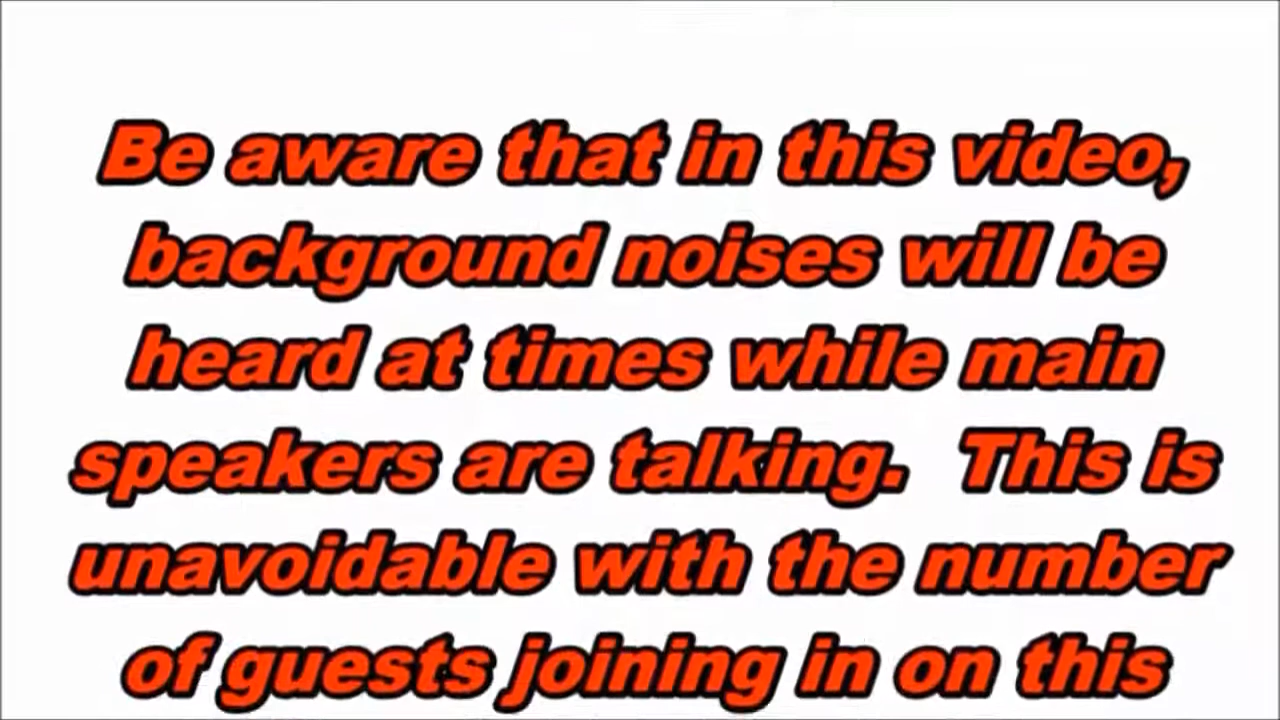 Be aware that in this video,
background noises will be
heard at times while main
speakers are talking.  This is
unavoidable with the number
of guests joining in on this